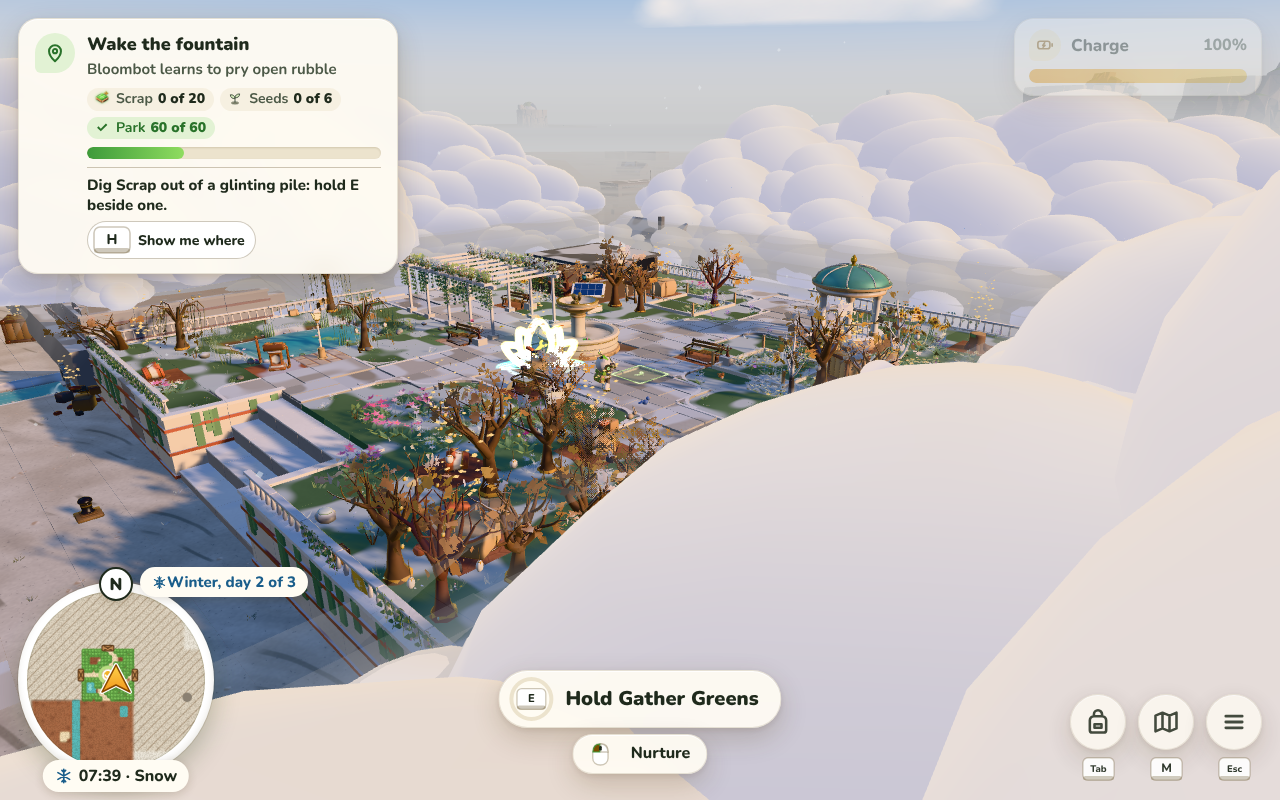 Wake the fountain
Bloombot learns to pry open rubble
Scrap 0 of 20 Seeds 0 of 6
Park 60 of 60
Dig Scrap out of a glinting pile: hold E
beside one.
H Show me where
Charge 100%
N
Winter, day 2 of 3
07:39 · Snow
E Hold Gather Greens
Nurture
Tab M Esc